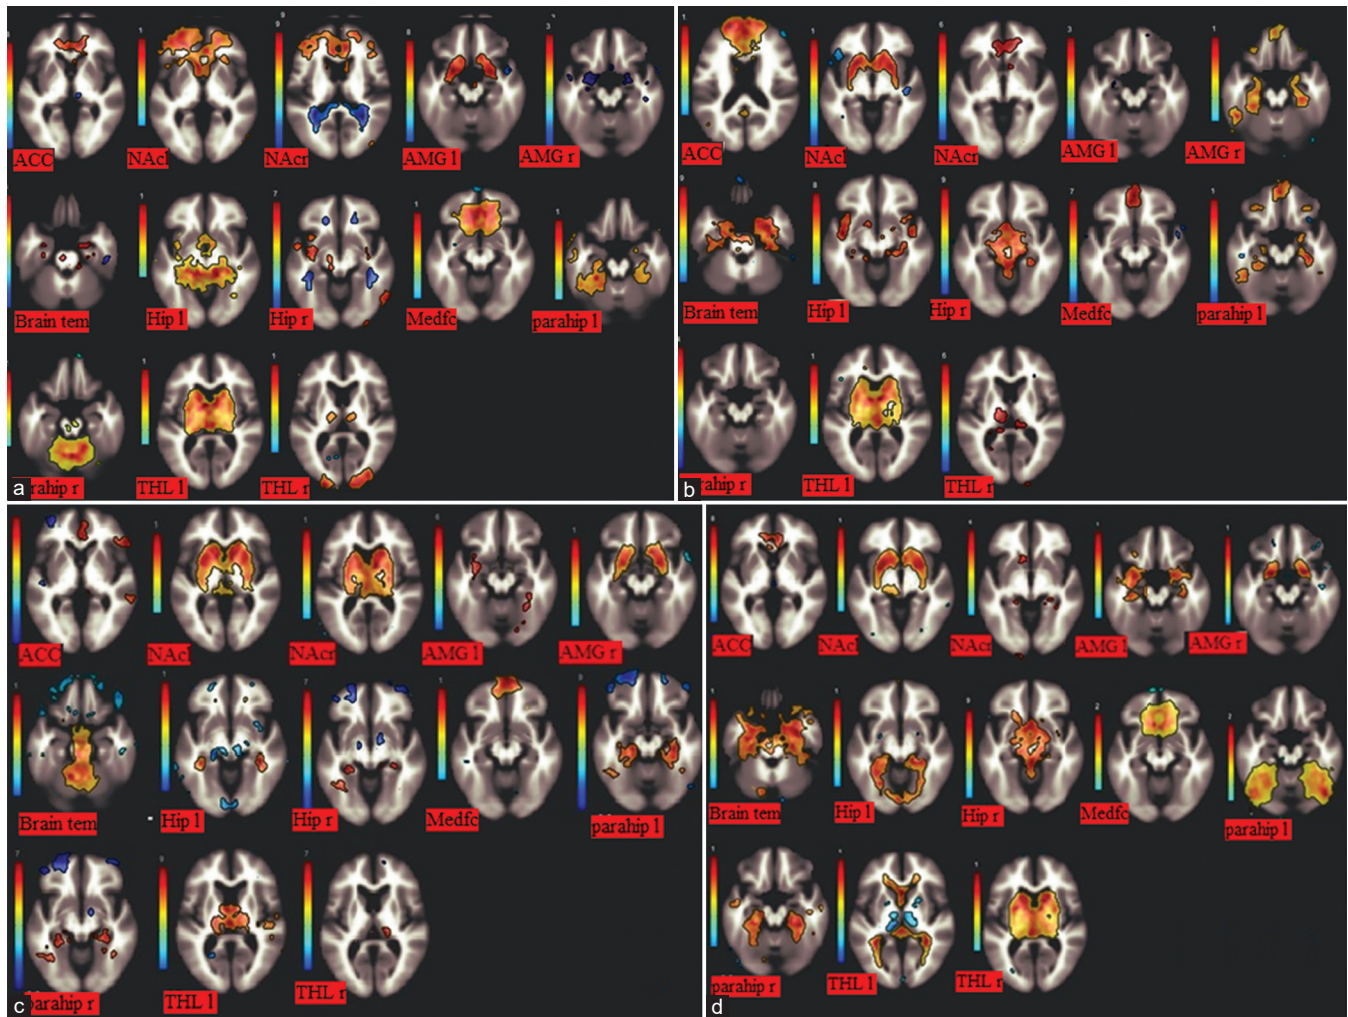 ACC NAcl NAcr AMG l AMG r
Brain tem Hip l Hip r Medfc parahip l
arahip r THL l THL r
a
ACC NAcl NAcr AMG l AMG r
Brain tem Hip l Hip r Medfc parahip l
arahip r THL l THL r
b
ACC NAcl NAcr AMG l AMG r
Brain tem Hip l Hip r Medfc parahip l
parahip r THL l THL r
c
ACC NAcl NAcr AMG l AMG r
Brain tem Hip l Hip r Medfc parahip l
parahip r THL l THL r
d